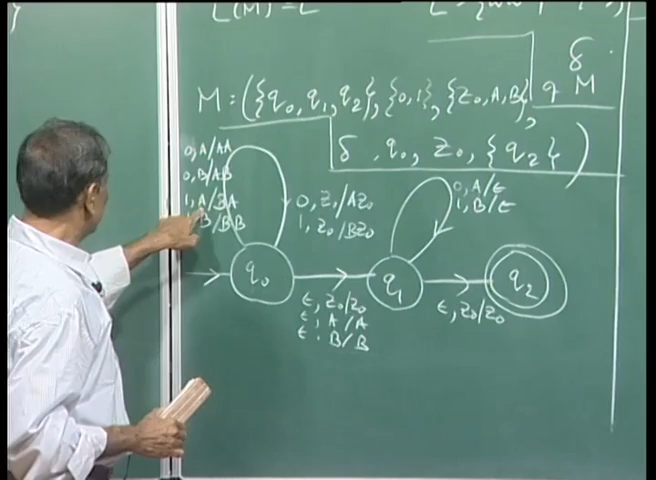 L(M) = L
δ
M
M = ({q₀, q₁, q₂}, {0, 1}, {Z₀, A, B},
δ, q₀, Z₀, {q₂})
0, A/AA
0, B/AB
1, A/BA
B/BB
0, Z₀/AZ₀
1, Z₀/BZ₀
0, A/ε
1, B/ε
q₀
q₁
q₂
ε, Z₀/Z₀
ε, A/A
ε, B/B
ε, Z₀/Z₀